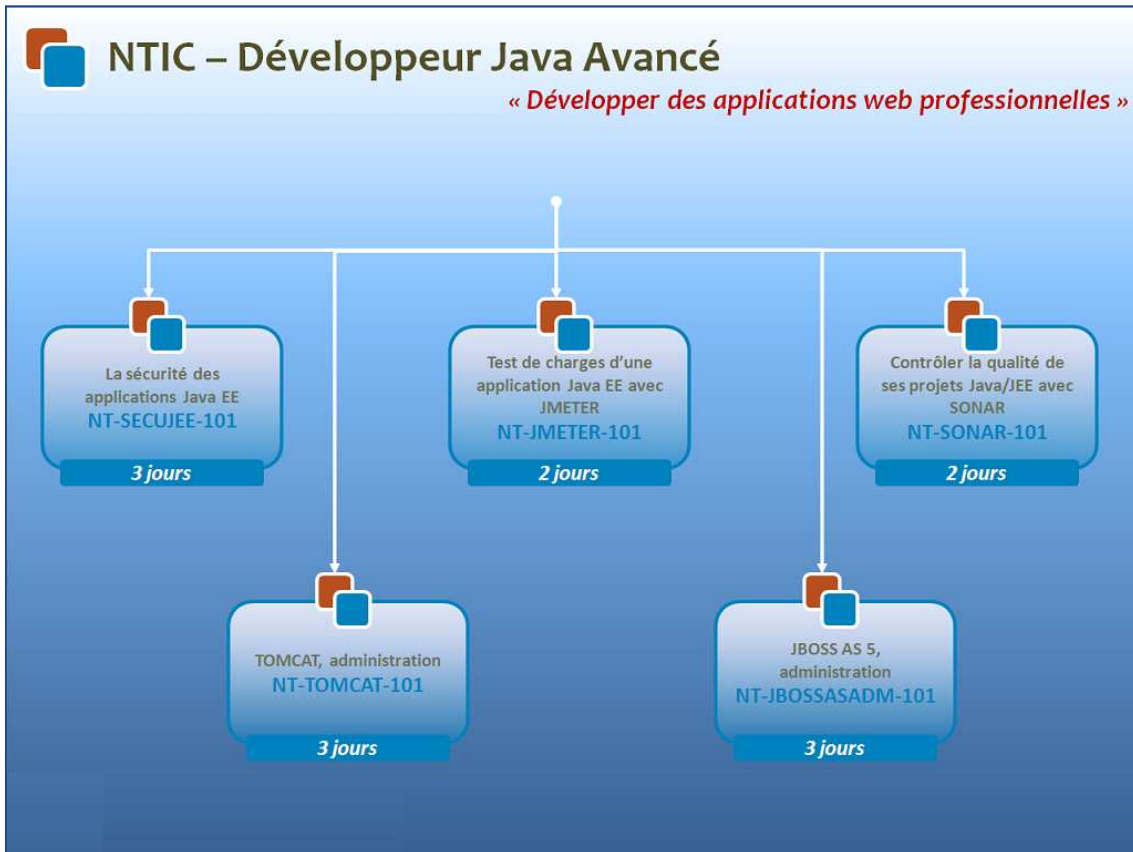 NTIC – Développeur Java Avancé
« Développer des applications web professionnelles »
La sécurité des
applications Java EE
NT-SECUJEE-101
3 jours
Test de charges d’une
application Java EE avec
JMETER
NT-JMETER-101
2 jours
Contrôler la qualité de
ses projets Java/JEE avec
SONAR
NT-SONAR-101
2 jours
TOMCAT, administration
NT-TOMCAT-101
3 jours
JBOSS AS 5,
administration
NT-JBOSSASADM-101
3 jours